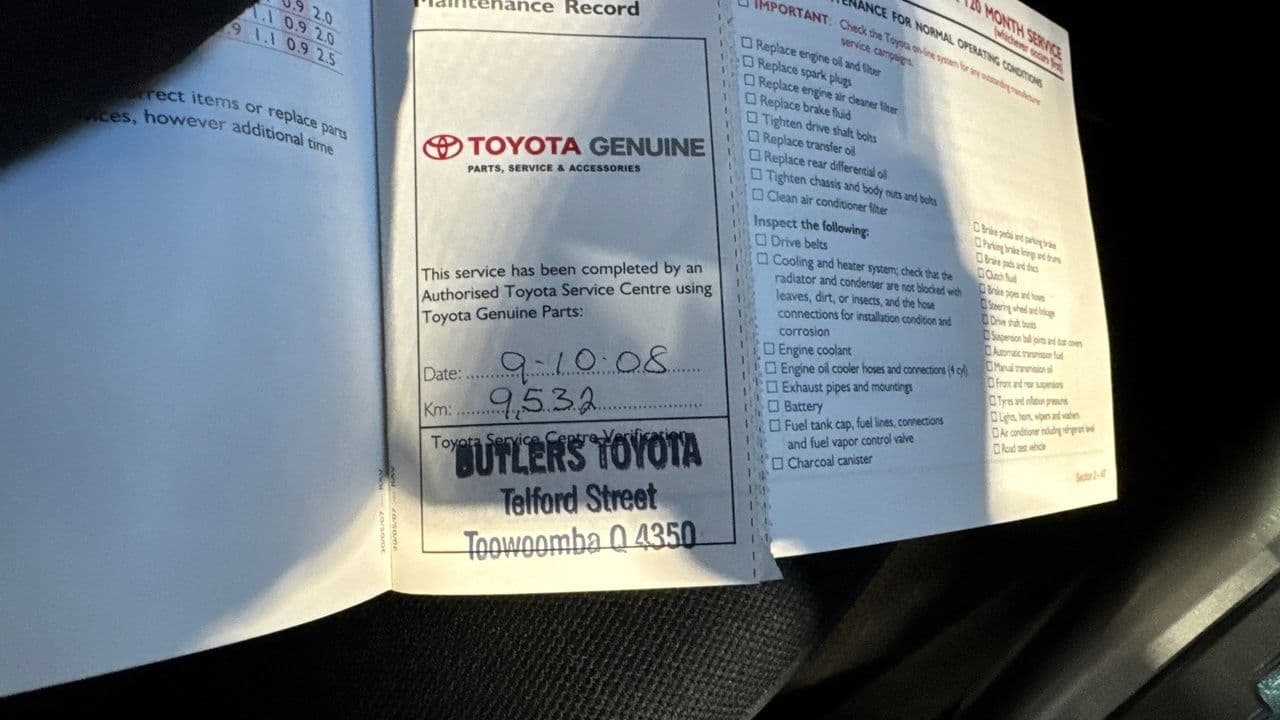 0.9 2.0
1.1 0.9 2.0
9 1.1 0.9 2.5
rrect items or replace parts
ces, however additional time
Maintenance Record
TOYOTA GENUINE
PARTS, SERVICE & ACCESSORIES
This service has been completed by an
Authorised Toyota Service Centre using
Toyota Genuine Parts:
Date: 9-10-08
Km: 9,532
Toyota Service Centre Verification
BUTLERS TOYOTA
Telford Street
Toowoomba Q 4350
120 MONTH SERVICE
(whichever occurs first)
TENANCE FOR NORMAL OPERATING CONDITIONS
IMPORTANT: Check the Toyota on-line system for any outstanding manufacturer
service campaigns.
Replace engine oil and filter
Replace spark plugs
Replace engine air cleaner filter
Replace brake fluid
Tighten drive shaft bolts
Replace transfer oil
Replace rear differential oil
Tighten chassis and body nuts and bolts
Clean air conditioner filter
Inspect the following:
Drive belts
Cooling and heater system; check that the
radiator and condenser are not blocked with
leaves, dirt, or insects, and the hose
connections for installation condition and
corrosion
Engine coolant
Engine oil cooler hoses and connections (4 cyl)
Exhaust pipes and mountings
Battery
Fuel tank cap, fuel lines, connections
and fuel vapor control valve
Charcoal canister
Brake pedal and parking brake
Parking brake linings and drums
Brake pads and discs
Clutch fluid
Brake pipes and hoses
Steering wheel and linkage
Drive shaft boots
Suspension ball joints and dust covers
Automatic transmission fluid
Manual transmission oil
Front and rear suspensions
Tyres and inflation pressures
Lights, horn, wipers and washers
Air conditioner including refrigerant level
Road test vehicle
Section 2-47